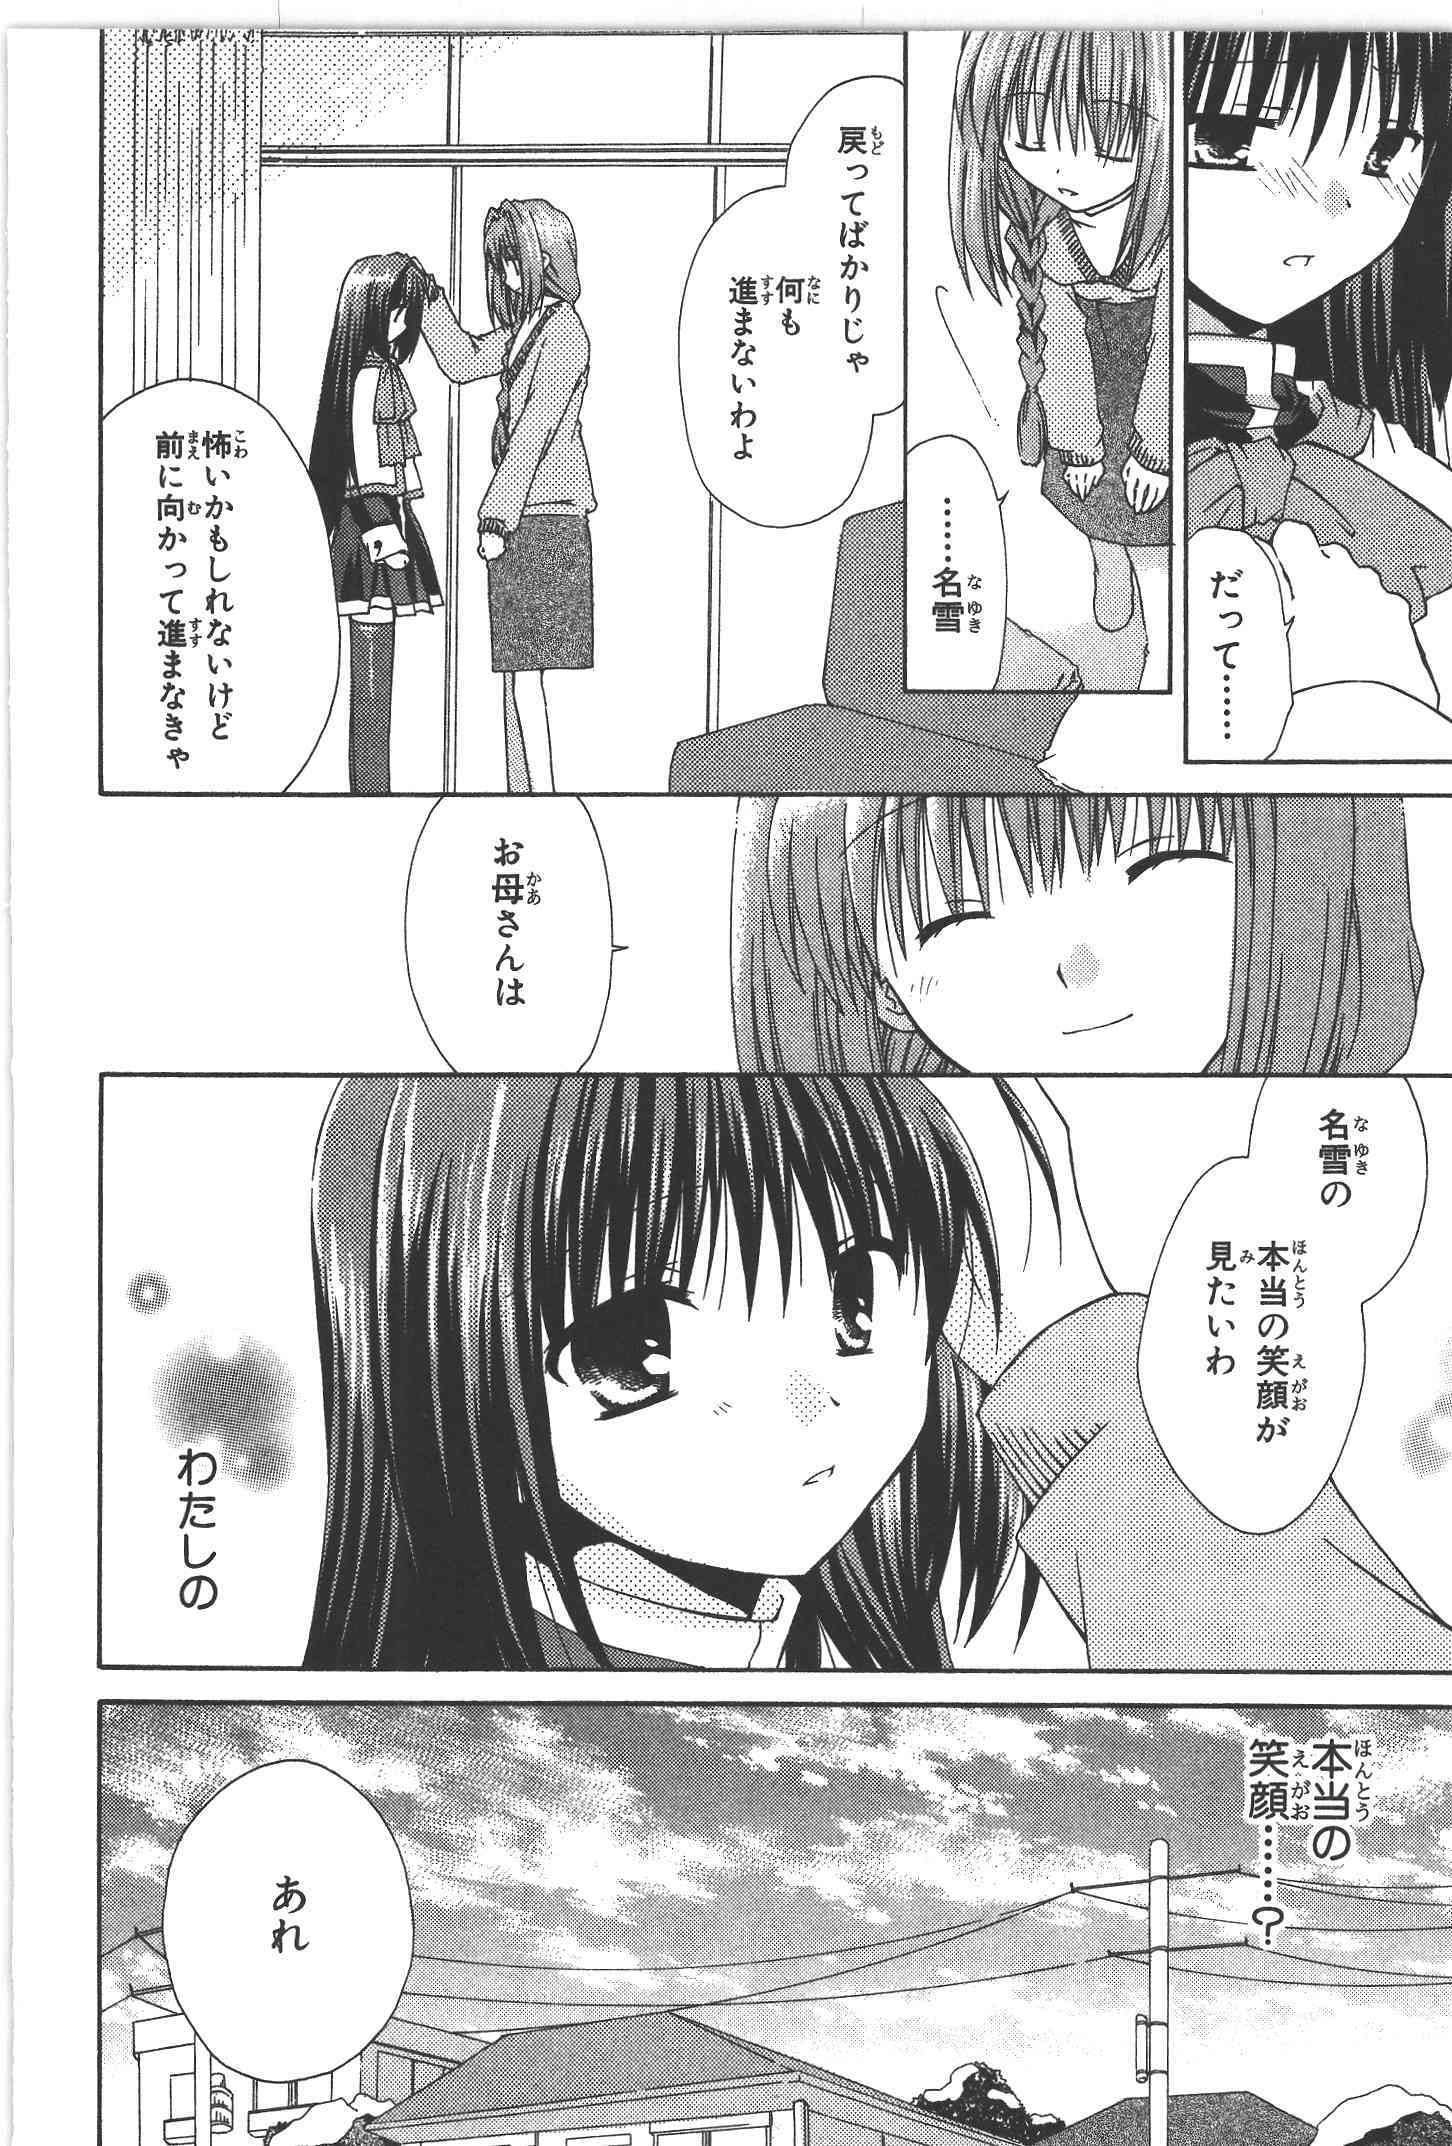 だって………
……名雪
戻ってばかりじゃ
何も
進まないわよ
怖いかもしれないけど
前に向かって進まなきゃ
お母さんは
名雪の
本当の笑顔が
見たいわ
わたしの
本当の
笑顔………?
あれ